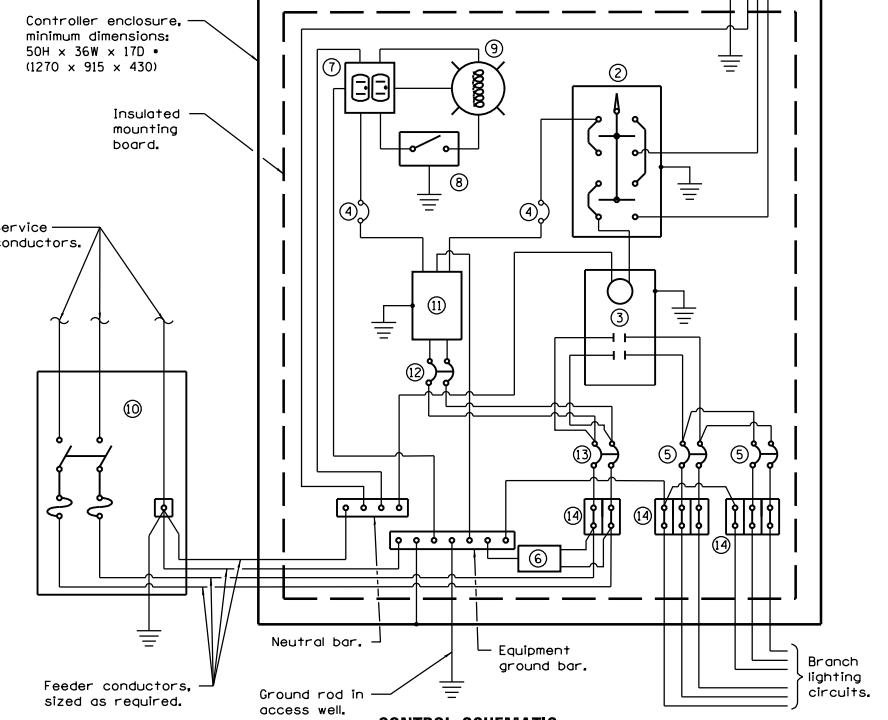 Controller enclosure,
minimum dimensions:
50H x 36W x 17D •
(1270 x 915 x 430)
Insulated
mounting
board.
ervice
onductors.
7
9
2
8
4
4
11
3
12
10
13
5
5
14
14
14
6
Neutral bar.
Equipment
ground bar.
Feeder conductors,
sized as required.
Ground rod in
access well.
Branch
lighting
circuits.
CONTROL SCHEMATIC